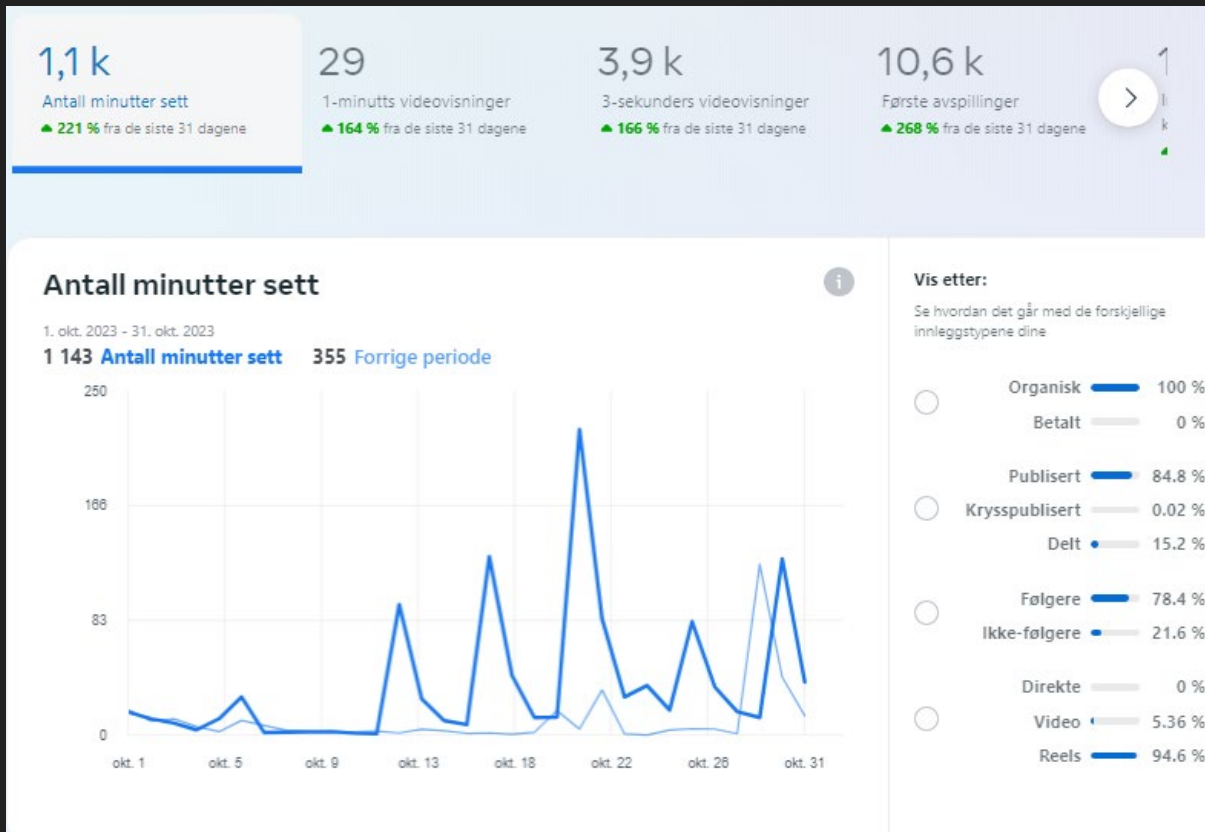 1,1 k
Antall minutter sett
221 % fra de siste 31 dagene
29
1-minutts videovisninger
164 % fra de siste 31 dagene
3,9 k
3-sekunders videovisninger
166 % fra de siste 31 dagene
10,6 k
Første avspillinger
268 % fra de siste 31 dagene
Antall minutter sett
1. okt. 2023 - 31. okt. 2023
1 143 Antall minutter sett 355 Forrige periode
250
166
83
0
okt. 1 okt. 5 okt. 9 okt. 13 okt. 18 okt. 22 okt. 26 okt. 31
Vis etter:
Se hvordan det går med de forskjellige
innleggstypene dine
Organisk 100 %
Betalt 0 %
Publisert 84.8 %
Krysspublisert 0.02 %
Delt 15.2 %
Følgere 78.4 %
Ikke-følgere 21.6 %
Direkte 0 %
Video 5.36 %
Reels 94.6 %